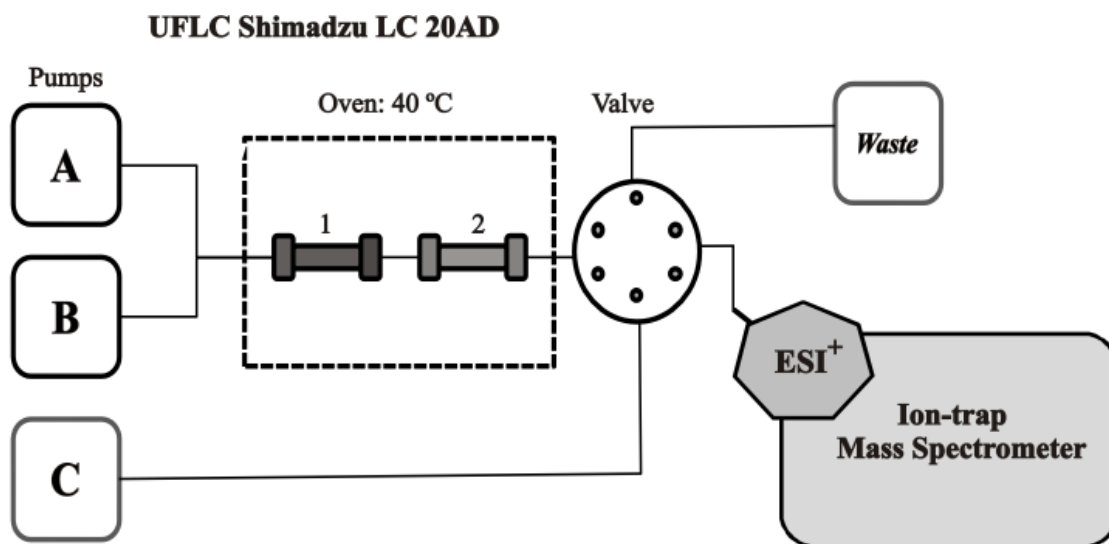 UFLC Shimadzu LC 20AD
Pumps
Oven: 40 ºC
Valve
A
Waste
1
2
B
ESI+
Ion-trap
Mass Spectrometer
C